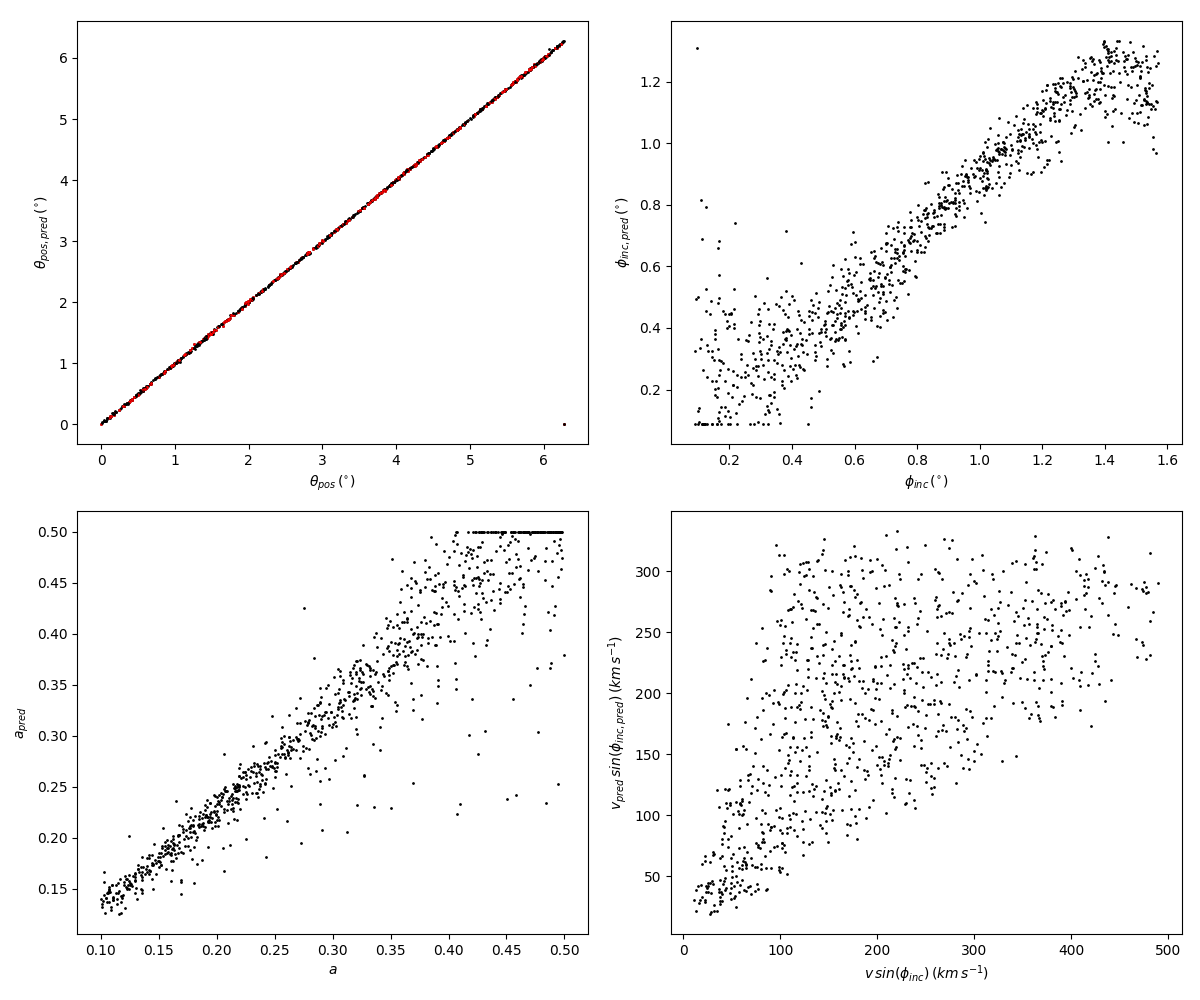 6
5
4
3
2
1
0
θpos, pred (°)
0 1 2 3 4 5 6
θpos (°)
1.2
1.0
0.8
0.6
0.4
0.2
ϕinc, pred (°)
0.2 0.4 0.6 0.8 1.0 1.2 1.4 1.6
ϕinc (°)
0.50
0.45
0.40
0.35
0.30
0.25
0.20
0.15
apred
0.10 0.15 0.20 0.25 0.30 0.35 0.40 0.45 0.50
a
300
250
200
150
100
50
vpred sin(ϕinc, pred) (km s⁻¹)
0 100 200 300 400 500
v sin(ϕinc) (km s⁻¹)